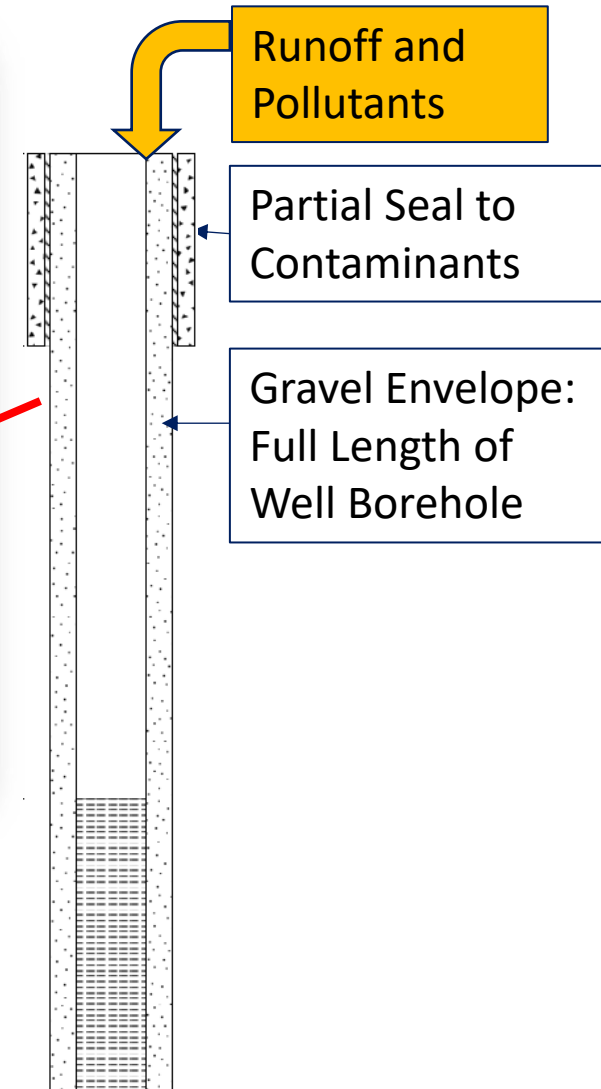 Runoff and
Pollutants
Partial Seal to
Contaminants
Gravel Envelope:
Full Length of
Well Borehole